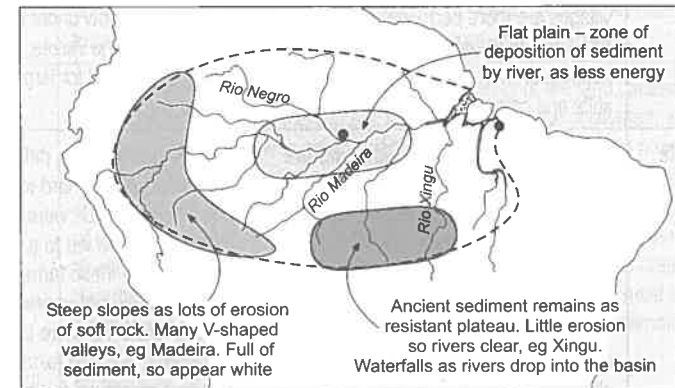 Flat plain – zone of
deposition of sediment
by river, as less energy
Rio Negro
Rio Madeira
Rio Xingu
Steep slopes as lots of erosion
of soft rock. Many V-shaped
valleys, eg Madeira. Full of
sediment, so appear white
Ancient sediment remains as
resistant plateau. Little erosion
so rivers clear, eg Xingu.
Waterfalls as rivers drop into the basin